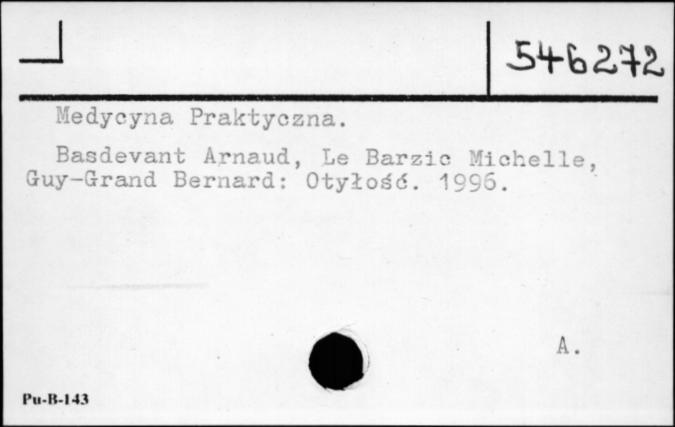 546272
Medycyna Praktyczna.
Basdevant Arnaud, Le Barzic Michelle,
Guy-Grand Bernard: Otyłość. 1996.
A.
Pu-B-143